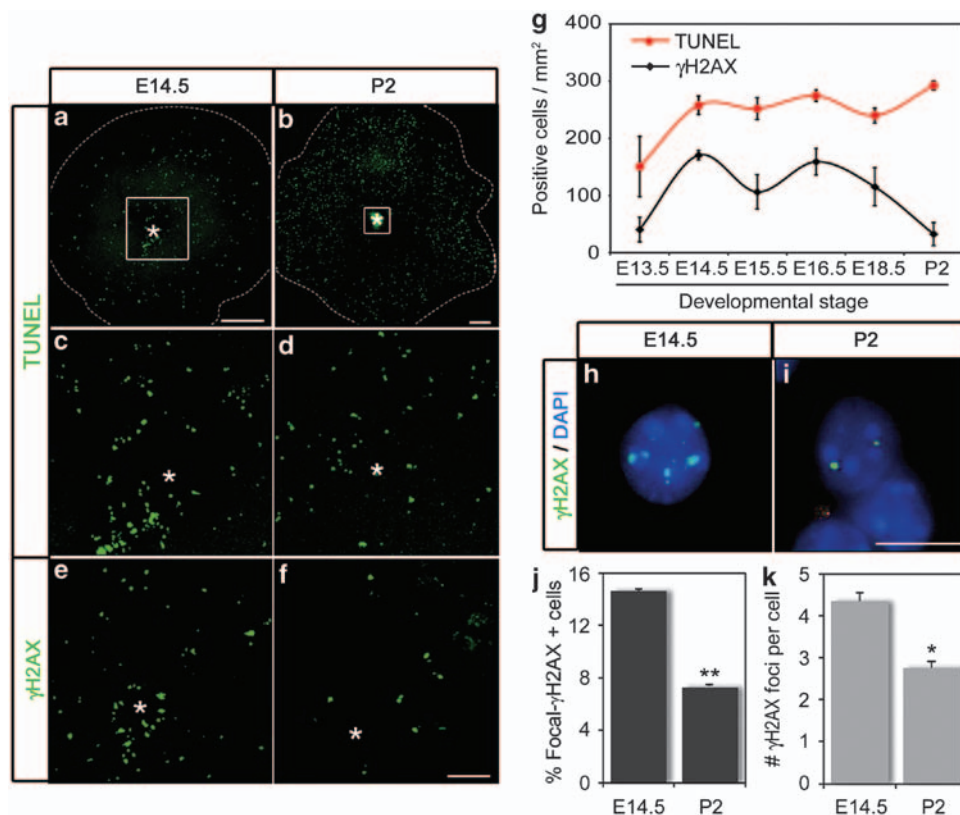 E14.5 P2
TUNEL
γH2AX
a
*
b
*
c
*
d
*
e
*
f
*
g
TUNEL
γH2AX
Positive cells / mm²
400
300
200
100
0
E13.5 E14.5 E15.5 E16.5 E18.5 P2
Developmental stage
E14.5 P2
γH2AX / DAPI
h
i
j
% Focal-γH2AX + cells
16
12
8
4
0
**
E14.5 P2
k
# γH2AX foci per cell
5
4
3
2
1
0
*
E14.5 P2